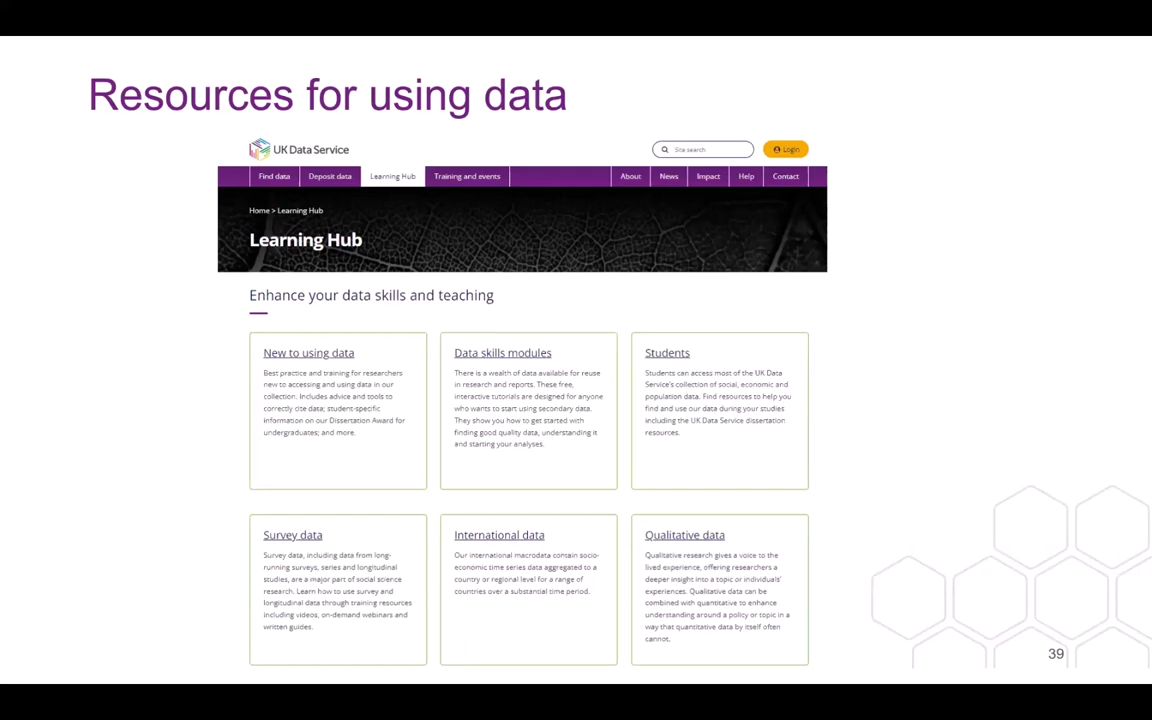 Resources for using data
UK Data Service
Site search
Login
Find data
Deposit data
Learning Hub
Training and events
About
News
Impact
Help
Contact
Home > Learning Hub
Learning Hub
Enhance your data skills and teaching
New to using data
Best practice and training for researchers
new to accessing and using data in our
collection. Includes advice and tools to
correctly cite data; student-specific
information on our Dissertation Award for
undergraduates; and more.
Data skills modules
There is a wealth of data available for reuse
in research and reports. These free,
interactive tutorials are designed for anyone
who wants to start using secondary data.
They show you how to get started with
finding good quality data, understanding it
and starting your analyses.
Students
Students can access most of the UK Data
Service's collection of social, economic and
population data. Find resources to help you
find and use our data during your studies
including the UK Data Service dissertation
resources.
Survey data
Survey data, including data from long-
running surveys, series and longitudinal
studies, are a major part of social science
research. Learn how to use survey and
longitudinal data through training resources
including videos, on-demand webinars and
written guides.
International data
Our international macrodata contain socio-
economic time series data aggregated to a
country or regional level for a range of
countries over a substantial time period.
Qualitative data
Qualitative research gives a voice to the
lived experience, offering researchers a
deeper insight into a topic or individuals'
experiences. Qualitative data can be
combined with quantitative to enhance
understanding around a policy or topic in a
way that quantitative data by itself often
cannot.
39